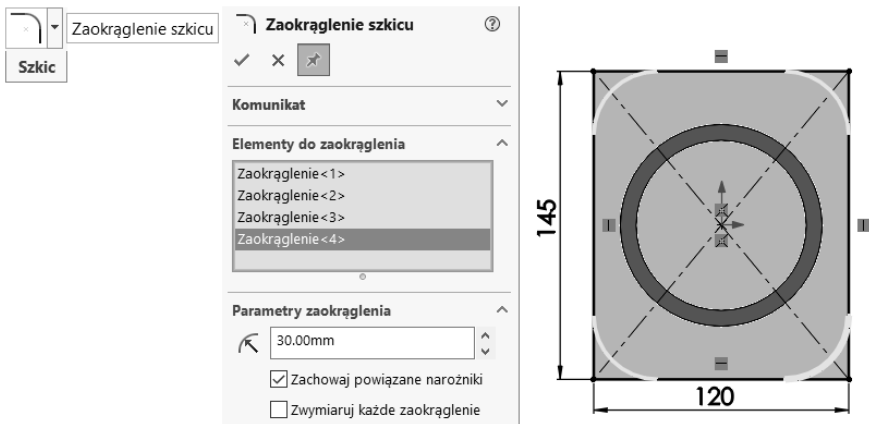 Zaokrąglenie szkicu
Szkic
Zaokrąglenie szkicu
Komunikat
Elementy do zaokrąglenia
Zaokrąglenie<1>
Zaokrąglenie<2>
Zaokrąglenie<3>
Zaokrąglenie<4>
Parametry zaokrąglenia
30.00mm
Zachowaj powiązane narożniki
Zwymiaruj każde zaokrąglenie
145
120